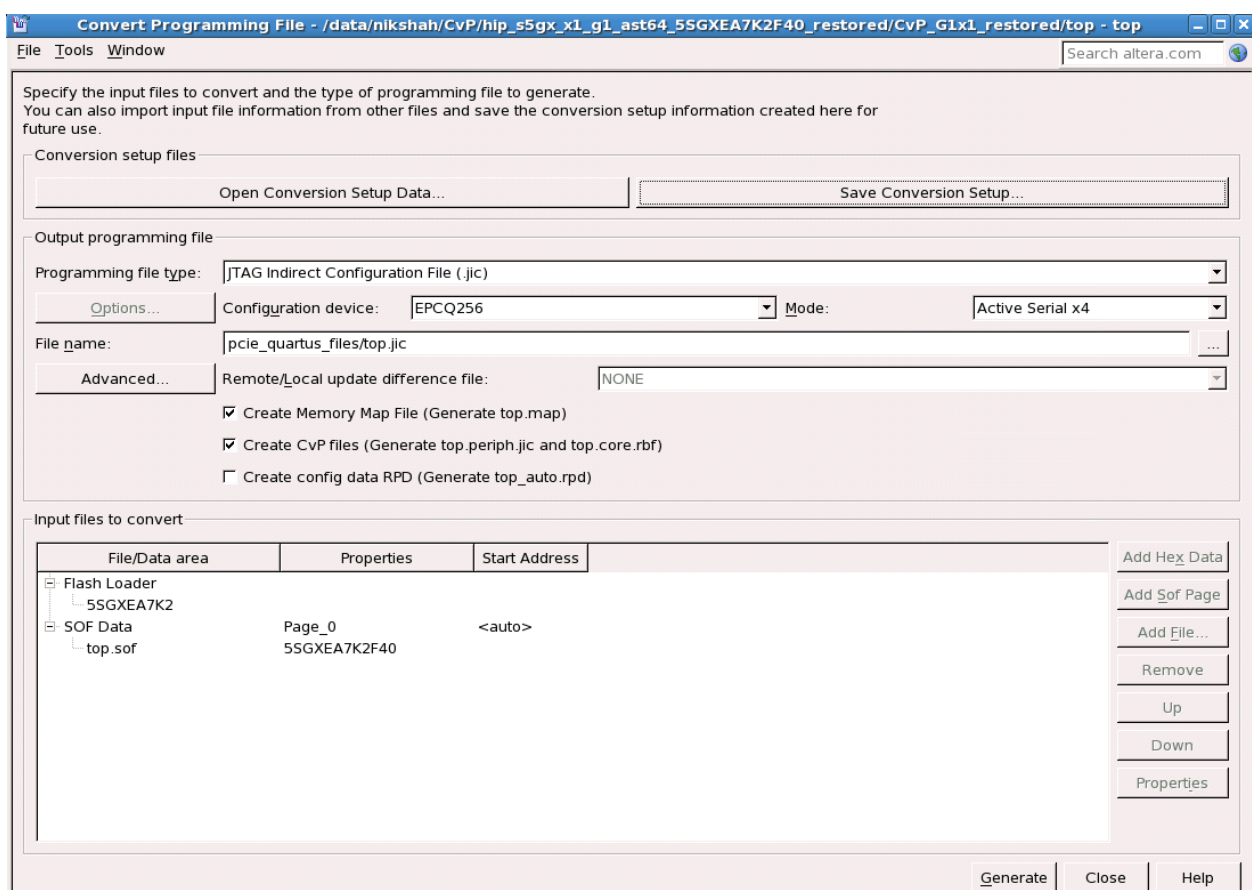 Convert Programming File - /data/nikshah/CvP/hip_s5gx_x1_g1_ast64_5SGXEA7K2F40_restored/CvP_G1x1_restored/top - top
File Tools Window
Search altera.com
Specify the input files to convert and the type of programming file to generate.
You can also import input file information from other files and save the conversion setup information created here for
future use.
Conversion setup files
Open Conversion Setup Data...
Save Conversion Setup...
Output programming file
Programming file type: JTAG Indirect Configuration File (.jic)
Options... Configuration device: EPCQ256 Mode: Active Serial x4
File name: pcie_quartus_files/top.jic ...
Advanced... Remote/Local update difference file: NONE
Create Memory Map File (Generate top.map)
Create CvP files (Generate top.periph.jic and top.core.rbf)
Create config data RPD (Generate top_auto.rpd)
Input files to convert
File/Data area Properties Start Address
Flash Loader
5SGXEA7K2
SOF Data Page_0 <auto>
top.sof 5SGXEA7K2F40
Add Hex Data
Add Sof Page
Add File...
Remove
Up
Down
Properties
Generate Close Help